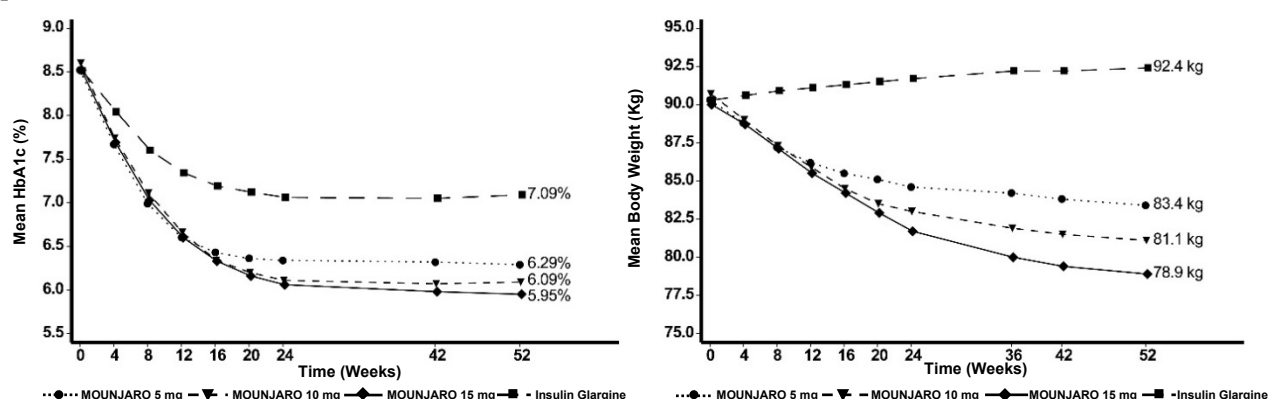 Mean HbA1c (%)
9.0
8.5
8.0
7.5
7.0
6.5
6.0
5.5
7.09%
6.29%
6.09%
5.95%
0 4 8 12 16 20 24 42 52
Time (Weeks)
MOUNJARO 5 mg MOUNJARO 10 mg MOUNJARO 15 mg Insulin Glargine
Mean Body Weight (Kg)
95.0
92.5
90.0
87.5
85.0
82.5
80.0
77.5
75.0
92.4 kg
83.4 kg
81.1 kg
78.9 kg
0 4 8 12 16 20 24 36 42 52
Time (Weeks)
MOUNJARO 5 mg MOUNJARO 10 mg MOUNJARO 15 mg Insulin Glargine